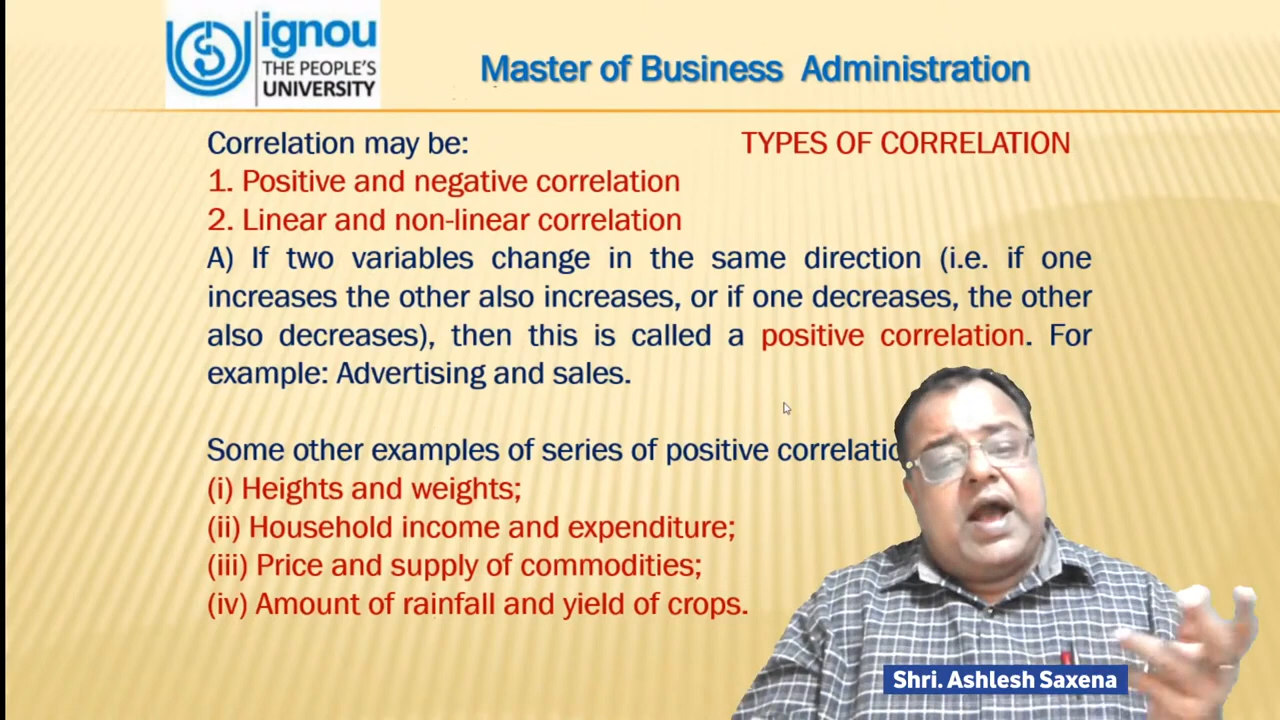 ignou
THE PEOPLE'S
UNIVERSITY
Master of Business Administration
Correlation may be:
TYPES OF CORRELATION
1. Positive and negative correlation
2. Linear and non-linear correlation
A) If two variables change in the same direction (i.e. if one
increases the other also increases, or if one decreases, the other
also decreases), then this is called a positive correlation. For
example: Advertising and sales.
Some other examples of series of positive
(i) Heights and weights;
(ii) Household income and expenditure;
(iii) Price and supply of commodities;
(iv) Amount of rainfall and yield of crops.
Shri. Ashlesh Saxena